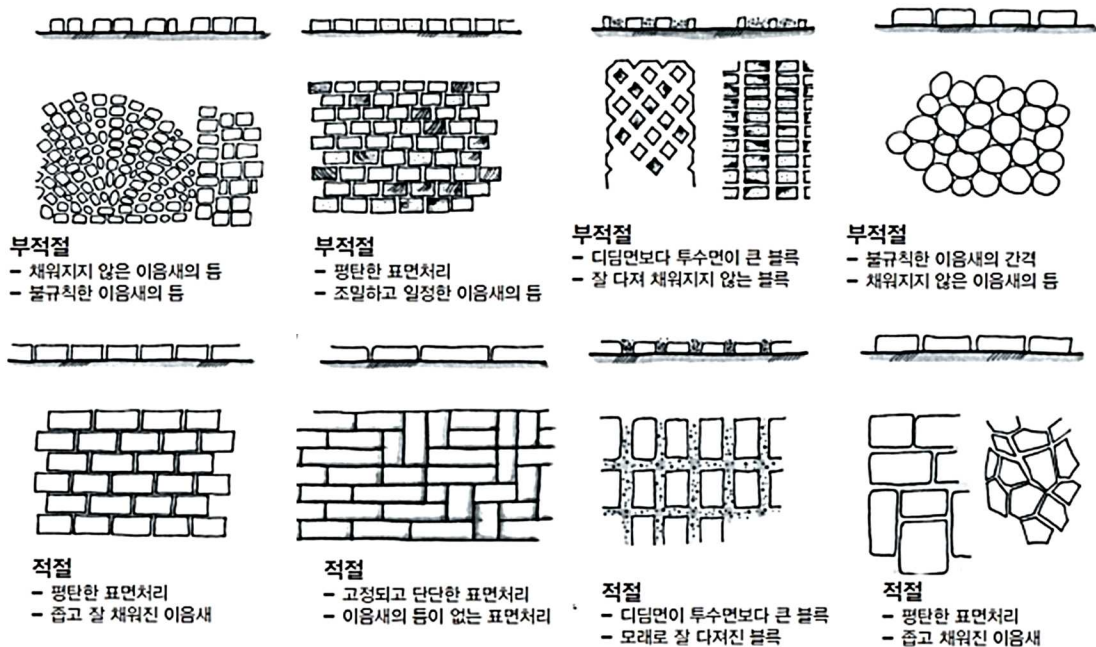 부적절
- 채워지지 않은 이음새의 틈
- 불규칙한 이음새의 틈
부적절
- 평탄한 표면처리
- 조밀하고 일정한 이음새의 틈
부적절
- 디딤면보다 투수면이 큰 블록
- 잘 다져 채워지지 않는 블록
부적절
- 불규칙한 이음새의 간격
- 채워지지 않은 이음새의 틈
적절
- 평탄한 표면처리
- 좁고 잘 채워진 이음새
적절
- 고정되고 단단한 표면처리
- 이음새의 틈이 없는 표면처리
적절
- 디딤면이 투수면보다 큰 블록
- 모래로 잘 다져진 블록
적절
- 평탄한 표면처리
- 좁고 채워진 이음새